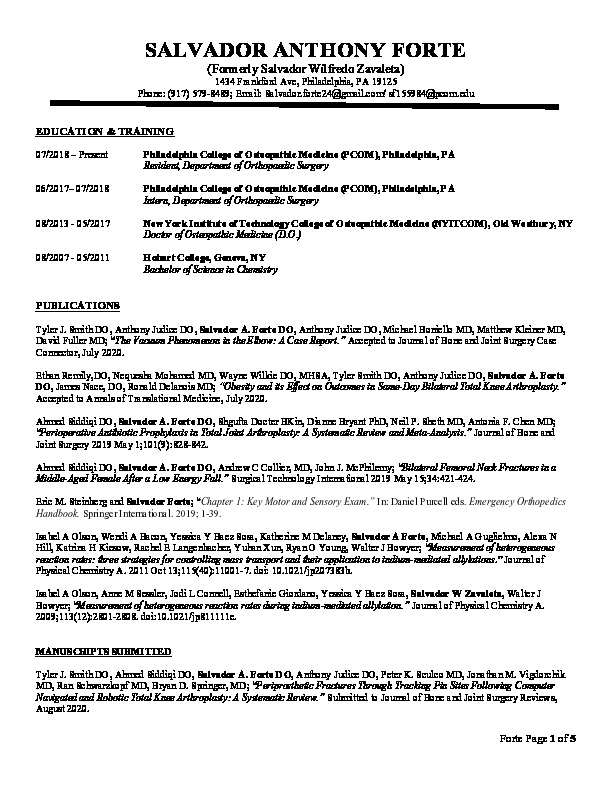 SALVADOR ANTHONY FORTE
(Formerly Salvador Wilfredo Zavaleta)
1434 Frankford Ave, Philadelphia, PA 19125
Phone: (917) 579-8489; Email: Salvador.forte24@gmail.com/ sf155984@pcom.edu
EDUCATION & TRAINING
07/2018 – Present Philadelphia College of Osteopathic Medicine (PCOM), Philadelphia, PA
Resident, Department of Orthopaedic Surgery
06/2017– 07/2018 Philadelphia College of Osteopathic Medicine (PCOM), Philadelphia, PA
Intern, Department of Orthopaedic Surgery
08/2013 - 05/2017 New York Institute of Technology College of Osteopathic Medicine (NYITCOM), Old Westbury, NY
Doctor of Osteopathic Medicine (D.O.)
08/2007 - 05/2011 Hobart College, Geneva, NY
Bachelor of Science in Chemistry
PUBLICATIONS
Tyler J. Smith DO, Anthony Judice DO, Salvador A. Forte DO, Anthony Judice DO, Michael Boniello MD, Matthew Kleiner MD,
David Fuller MD; “The Vacuum Phenomenon in the Elbow: A Case Report.” Accepted to Journal of Bone and Joint Surgery Case
Connector, July 2020.
Ethan Remily, DO, Nequesha Mohamed MD, Wayne Wilkie DO, MHSA, Tyler Smith DO, Anthony Judice DO, Salvador A. Forte
DO, James Nace, DO, Ronald Delanois MD; “Obesity and its Effect on Outcomes in Same-Day Bilateral Total Knee Arthroplasty.”
Accepted to Annals of Translational Medicine, July 2020.
Ahmed Siddiqi DO, Salvador A. Forte DO, Shgufta Docter BKin, Dianne Bryant PhD, Neil P. Sheth MD, Antonia F. Chen MD;
“Perioperative Antibiotic Prophylaxis in Total Joint Arthroplasty: A Systematic Review and Meta-Analysis.” Journal of Bone and
Joint Surgery 2019 May 1;101(9):828-842.
Ahmed Siddiqi DO, Salvador A. Forte DO, Andrew C Collier, MD, John J. McPhilemy; “Bilateral Femoral Neck Fractures in a
Middle-Aged Female After a Low Energy Fall.” Surgical Technology International 2019 May 15;34:421-424.
Eric M. Steinberg and Salvador Forte; “Chapter 1: Key Motor and Sensory Exam.” In: Daniel Purcell eds. Emergency Orthopedics
Handbook. Springer International. 2019; 1-39.
Isabel A Olson, Wendi A Bacon, Yessica Y Baez Sosa, Katherine M Delaney, Salvador A Forte, Michael A Guglielmo, Alexa N
Hill, Katrina H Kiesow, Rachel E Langenbacher, Yuhan Xun, Ryan O Young, Walter J Bowyer; “Measurement of heterogeneous
reaction rates: three strategies for controlling mass transport and their application to indium-mediated allylations.” Journal of
Physical Chemistry A. 2011 Oct 13;115(40):11001-7. doi: 10.1021/jp207383b.
Isabel A Olson, Anne M Sessler, Jodi L Connell, Esthefanie Giordano, Yessica Y Baez Sosa, Salvador W Zavaleta, Walter J
Bowyer; “Measurement of heterogeneous reaction rates during indium-mediated allylation.” Journal of Physical Chemistry A.
2009;113(12):2801-2808. doi:10.1021/jp811111c.
MANUSCRIPTS SUBMITTED
Tyler J. Smith DO, Ahmed Siddiqi DO, Salvador A. Forte DO, Anthony Judice DO, Peter K. Sculco MD, Jonathan M. Vigdorchik
MD, Ran Schwarzkopf MD, Bryan D. Springer, MD; “Periprosthetic Fractures Through Tracking Pin Sites Following Computer
Navigated and Robotic Total Knee Arthroplasty: A Systematic Review.” Submitted to Journal of Bone and Joint Surgery Reviews,
August 2020.
Forte Page 1 of 5